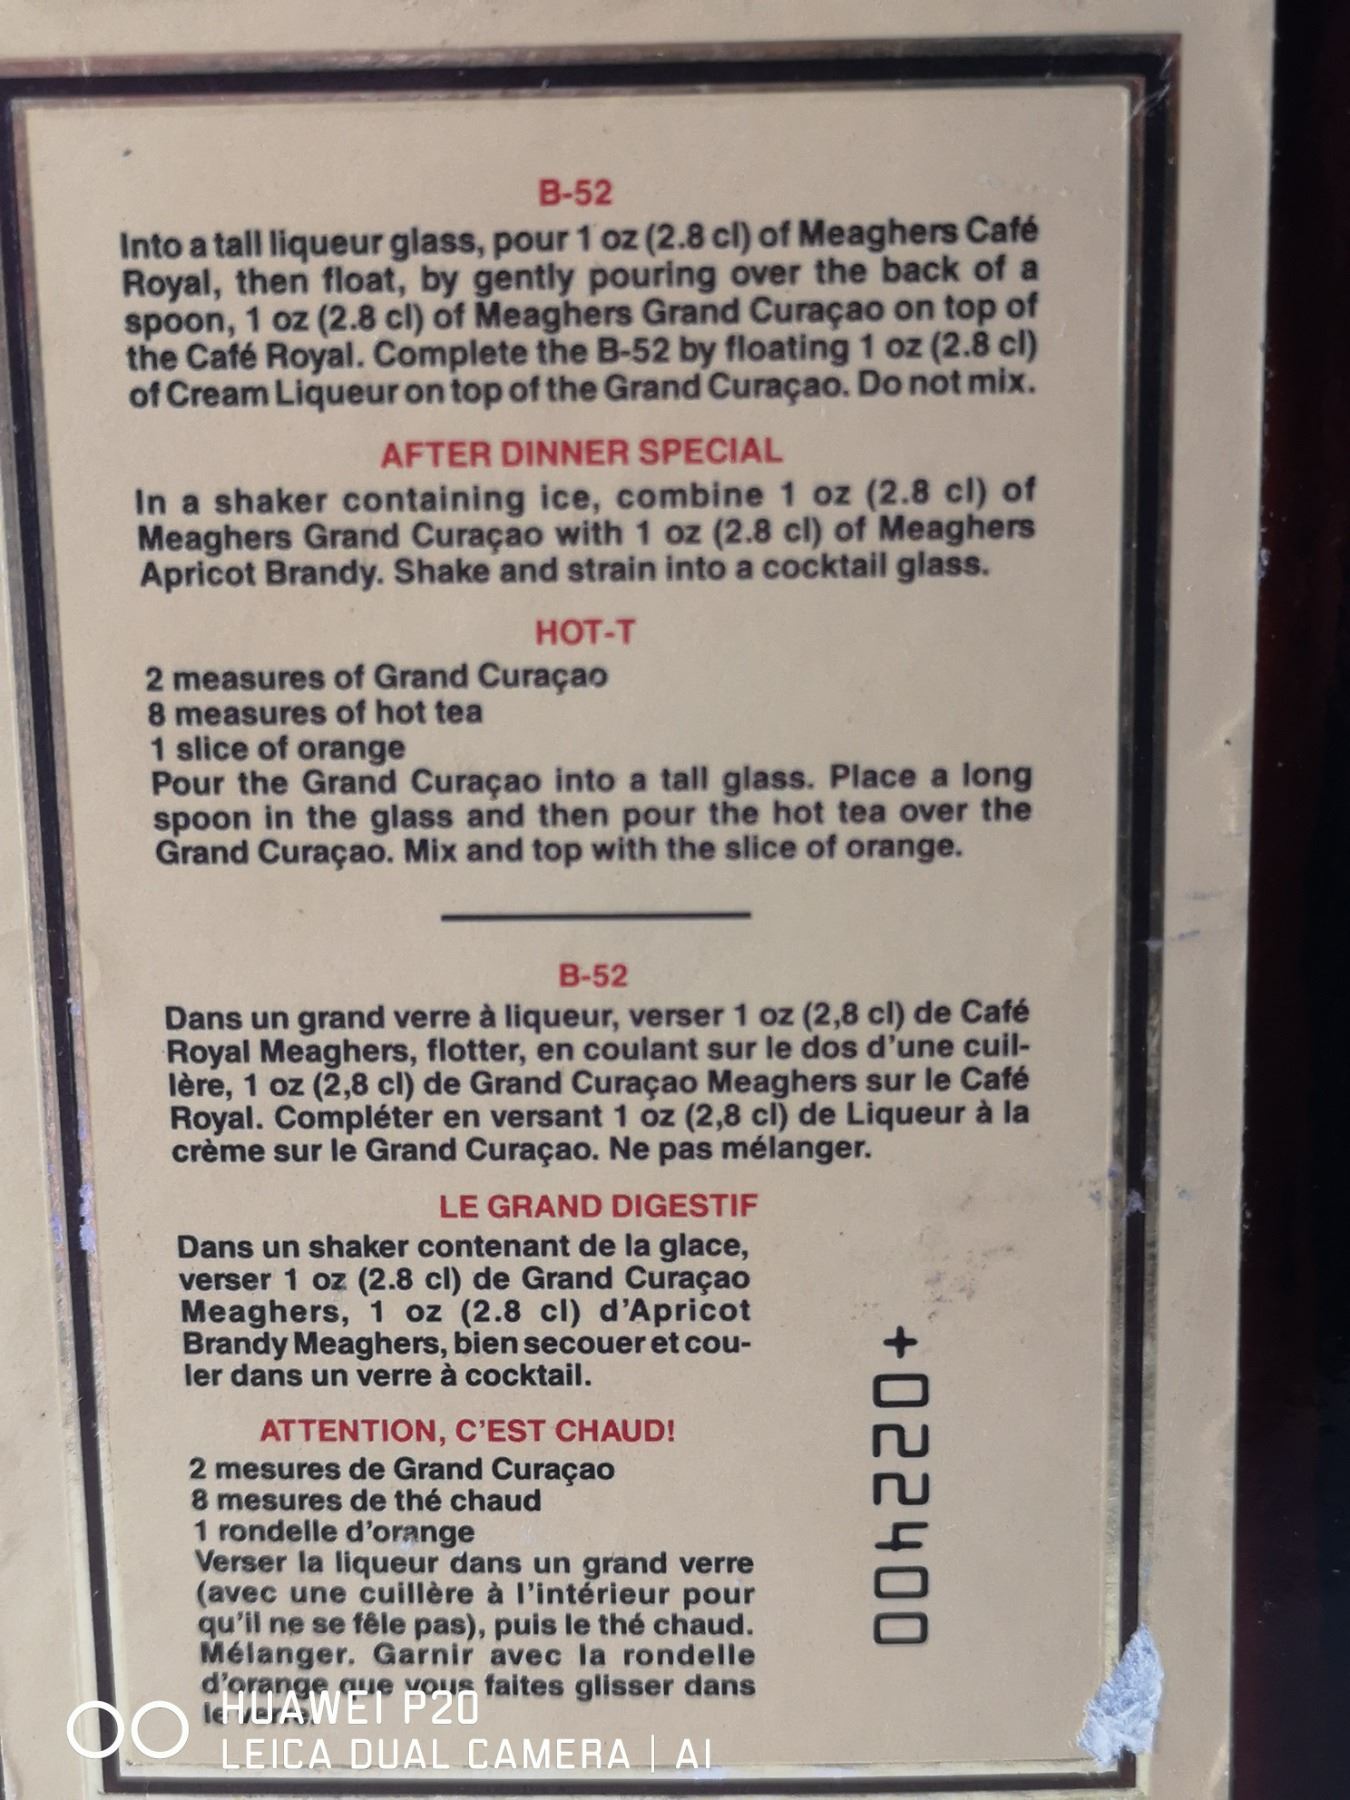 B-52
Into a tall liqueur glass, pour 1 oz (2.8 cl) of Meaghers Café
Royal, then float, by gently pouring over the back of a
spoon, 1 oz (2.8 cl) of Meaghers Grand Curaçao on top of
the Café Royal. Complete the B-52 by floating 1 oz (2.8 cl)
of Cream Liqueur on top of the Grand Curaçao. Do not mix.
AFTER DINNER SPECIAL
In a shaker containing ice, combine 1 oz (2.8 cl) of
Meaghers Grand Curaçao with 1 oz (2.8 cl) of Meaghers
Apricot Brandy. Shake and strain into a cocktail glass.
HOT-T
2 measures of Grand Curaçao
8 measures of hot tea
1 slice of orange
Pour the Grand Curaçao into a tall glass. Place a long
spoon in the glass and then pour the hot tea over the
Grand Curaçao. Mix and top with the slice of orange.
B-52
Dans un grand verre à liqueur, verser 1 oz (2,8 cl) de Café
Royal Meaghers, flotter, en coulant sur le dos d'une cuil-
lère, 1 oz (2,8 cl) de Grand Curaçao Meaghers sur le Café
Royal. Compléter en versant 1 oz (2,8 cl) de Liqueur à la
crème sur le Grand Curaçao. Ne pas mélanger.
LE GRAND DIGESTIF
Dans un shaker contenant de la glace,
verser 1 oz (2.8 cl) de Grand Curaçao
Meaghers, 1 oz (2.8 cl) d'Apricot
Brandy Meaghers, bien secouer et cou-
ler dans un verre à cocktail.
ATTENTION, C'EST CHAUD!
2 mesures de Grand Curaçao
8 mesures de thé chaud
1 rondelle d'orange
Verser la liqueur dans un grand verre
(avec une cuillère à l'intérieur pour
qu'il ne se fêle pas), puis le thé chaud.
Mélanger. Garnir avec la rondelle
d'orange que vous faites glisser dans
le
+022400
HUAWEI P20
LEICA DUAL CAMERA | AI